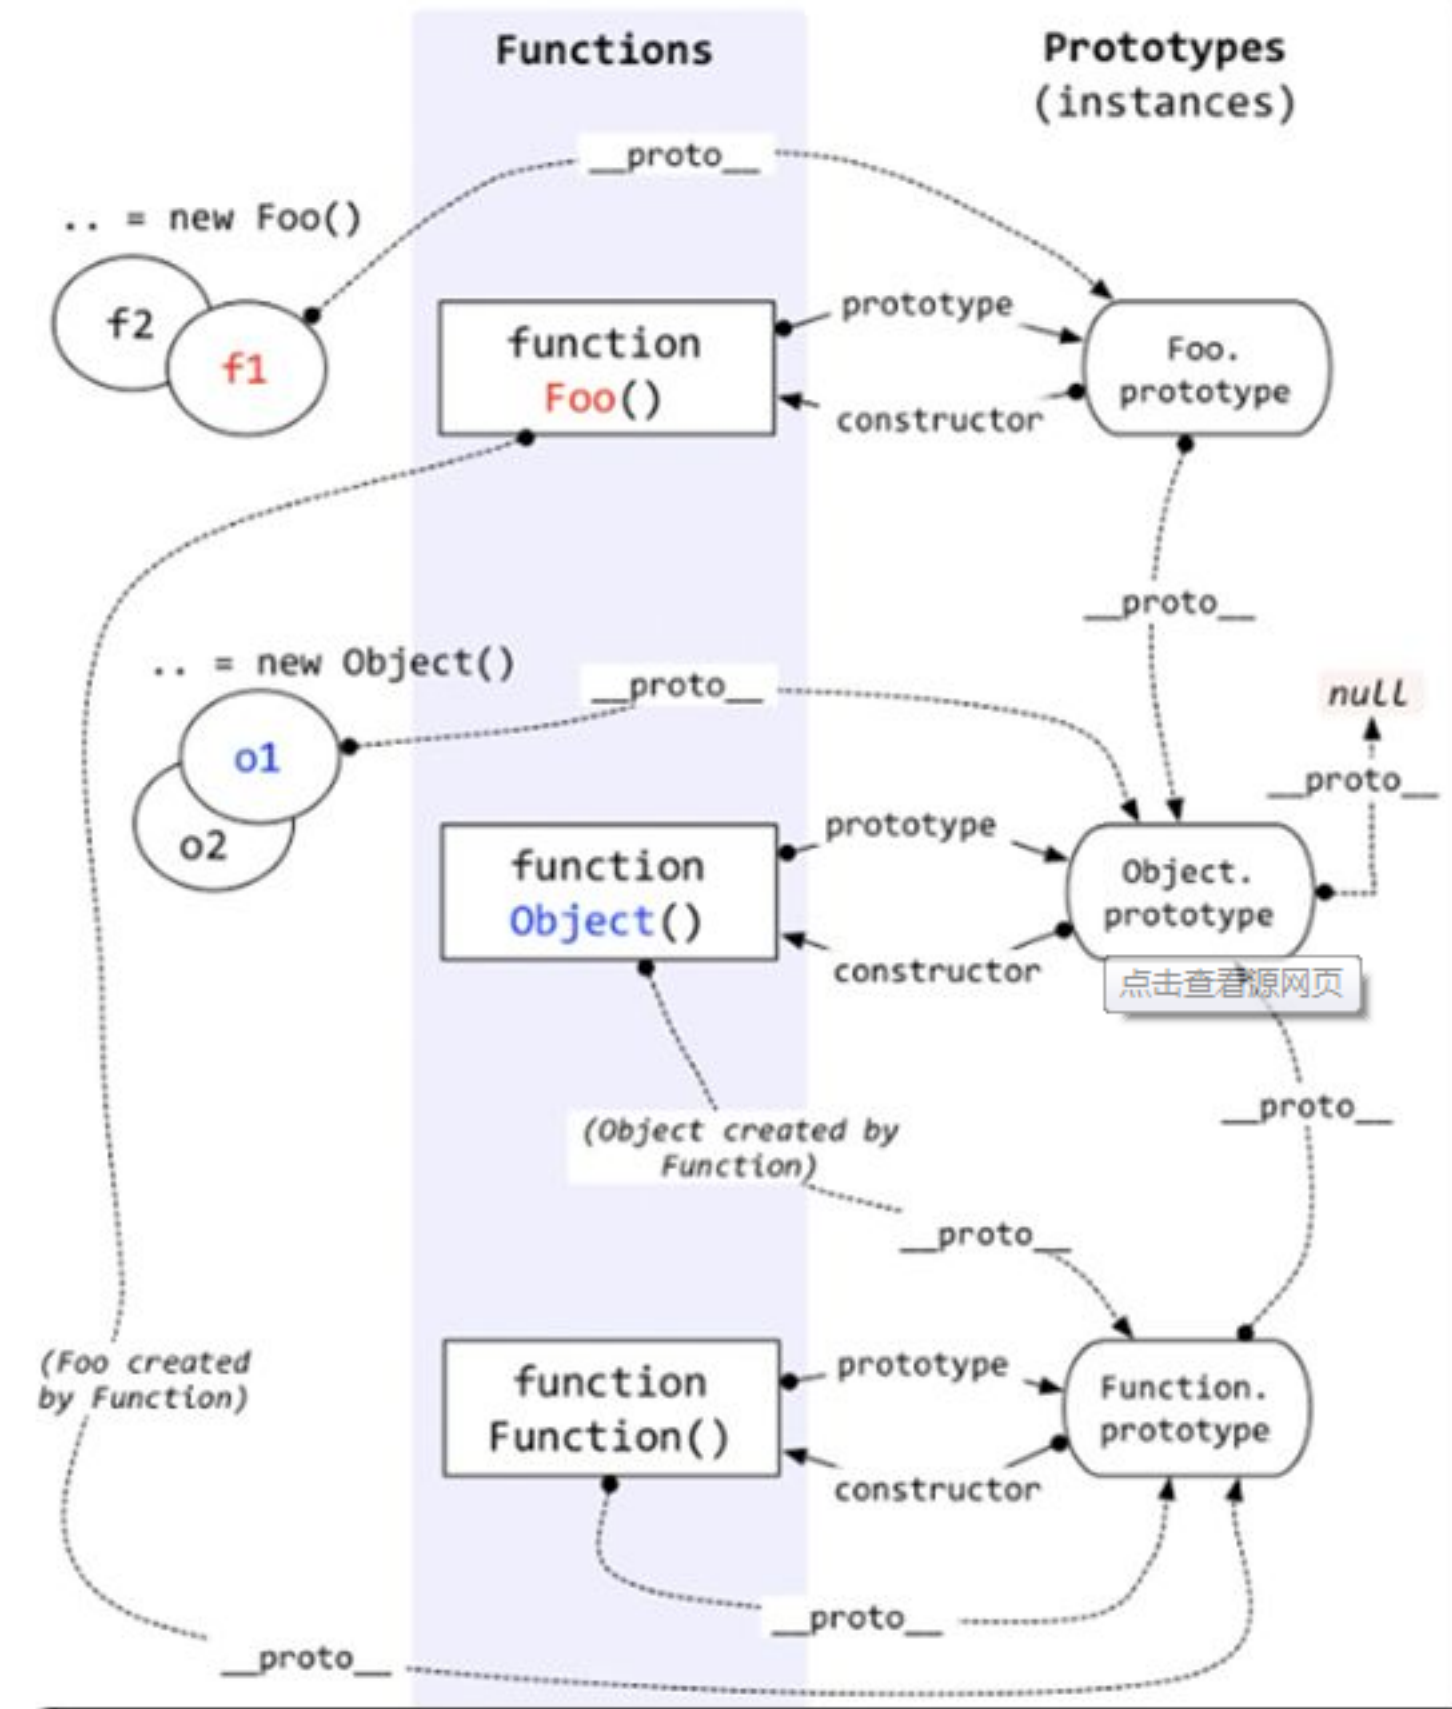 Functions
Prototypes
(instances)
__proto__
.. = new Foo()
f2
f1
function
Foo()
prototype
constructor
Foo.
prototype
__proto__
.. = new Object()
__proto__
null
__proto__
o1
o2
function
Object()
prototype
constructor
Object.
prototype
点击查看源网页
__proto__
(Object created by
Function)
__proto__
(Foo created
by Function)
function
Function()
prototype
constructor
Function.
prototype
__proto__
__proto__